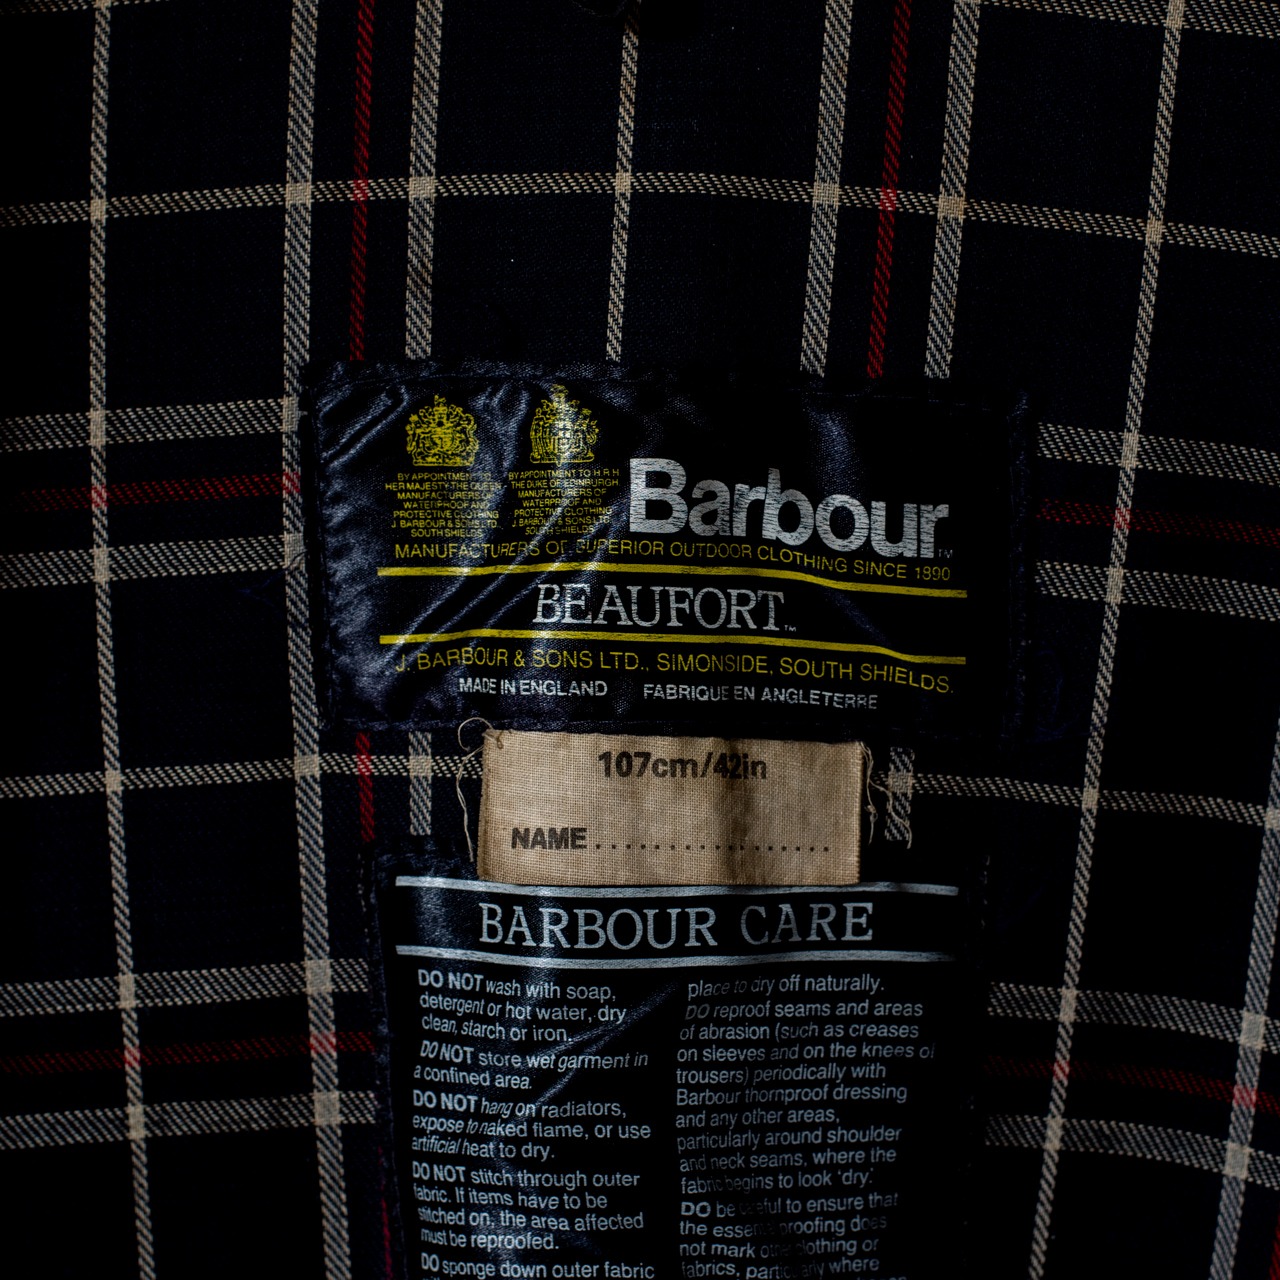 BY APPOINTMENT TO
HER MAJESTY THE QUEEN
MANUFACTURERS OF
WATERPROOF AND
PROTECTIVE CLOTHING
J. BARBOUR & SONS LTD.
SOUTH SHIELDS
BY APPOINTMENT TO H R H
THE DUKE OF EDINBURGH
MANUFACTURERS OF
WATERPROOF AND
PROTECTIVE CLOTHING
J. BARBOUR & SONS LTD
SOUTH SHIELDS
Barbour™
MANUFACTURERS OF SUPERIOR OUTDOOR CLOTHING SINCE 1890
BEAUFORT™
J. BARBOUR & SONS LTD., SIMONSIDE, SOUTH SHIELDS.
MADE IN ENGLAND FABRIQUE EN ANGLETERRE
107cm/42in
NAME ................
BARBOUR CARE
DO NOT wash with soap,
detergent or hot water, dry
clean, starch or iron.
DO NOT store wet garment in
a confined area.
DO NOT hang on radiators,
expose to naked flame, or use
artificial heat to dry.
DO NOT stitch through outer
fabric. If items have to be
stitched on, the area affected
must be reproofed.
DO sponge down outer fabric
place to dry off naturally.
DO reproof seams and areas
of abrasion (such as creases
on sleeves and on the knees of
trousers) periodically with
Barbour thornproof dressing
and any other areas,
particularly around shoulder
and neck seams, where the
fabric begins to look 'dry'.
DO be careful to ensure that
the essential proofing does
not mark other clothing or
fabrics, particularly where